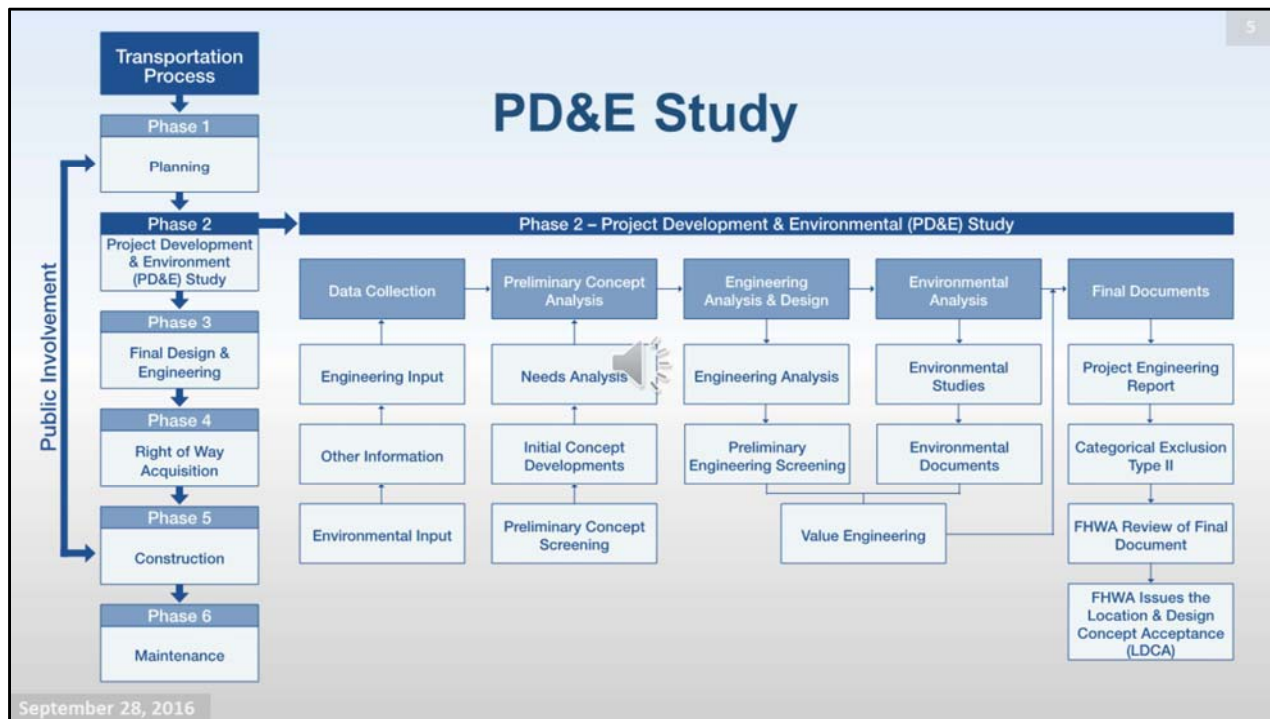 5
PD&E Study
Transportation
Process
Phase 1
Planning
Phase 2
Project Development
& Environment
(PD&E) Study
Phase 3
Final Design &
Engineering
Phase 4
Right of Way
Acquisition
Phase 5
Construction
Phase 6
Maintenance
Public Involvement
Phase 2 – Project Development & Environmental (PD&E) Study
Data Collection
Engineering Input
Other Information
Environmental Input
Preliminary Concept
Analysis
Needs Analysis
Initial Concept
Developments
Preliminary Concept
Screening
Engineering
Analysis & Design
Engineering Analysis
Preliminary
Engineering Screening
Environmental
Analysis
Environmental
Studies
Environmental
Documents
Value Engineering
Final Documents
Project Engineering
Report
Categorical Exclusion
Type II
FHWA Review of Final
Document
FHWA Issues the
Location & Design
Concept Acceptance
(LDCA)
September 28, 2016